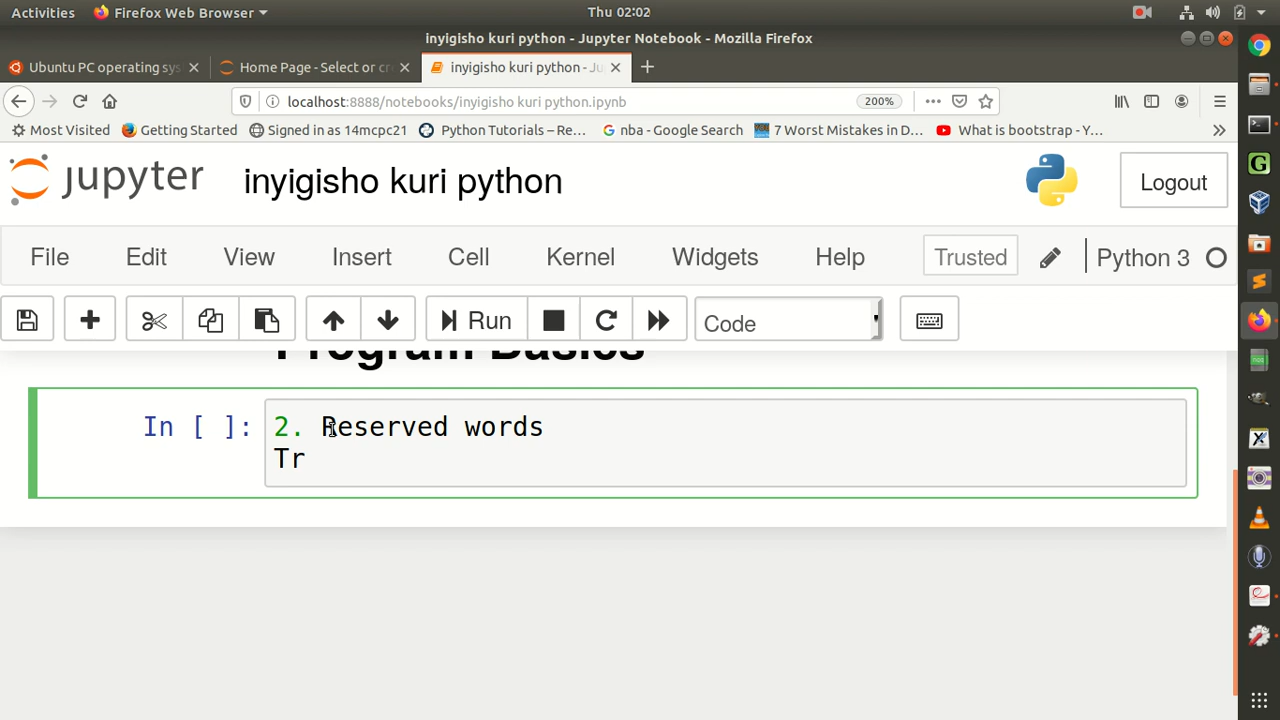 Activities Firefox Web Browser Thu 02:02
inyigisho kuri python - Jupyter Notebook - Mozilla Firefox
Ubuntu PC operating sys Home Page - Select or cr inyigisho kuri python - Ju
localhost:8888/notebooks/inyigisho kuri python.ipynb 200%
Most Visited Getting Started Signed in as 14mcpc21 Python Tutorials – Re… nba - Google Search 7 Worst Mistakes in D… What is bootstrap - Y…
jupyter inyigisho kuri python Logout
File Edit View Insert Cell Kernel Widgets Help Trusted Python 3
Run Code
Program Basics
In [ ]: 2. Reserved words
Tr